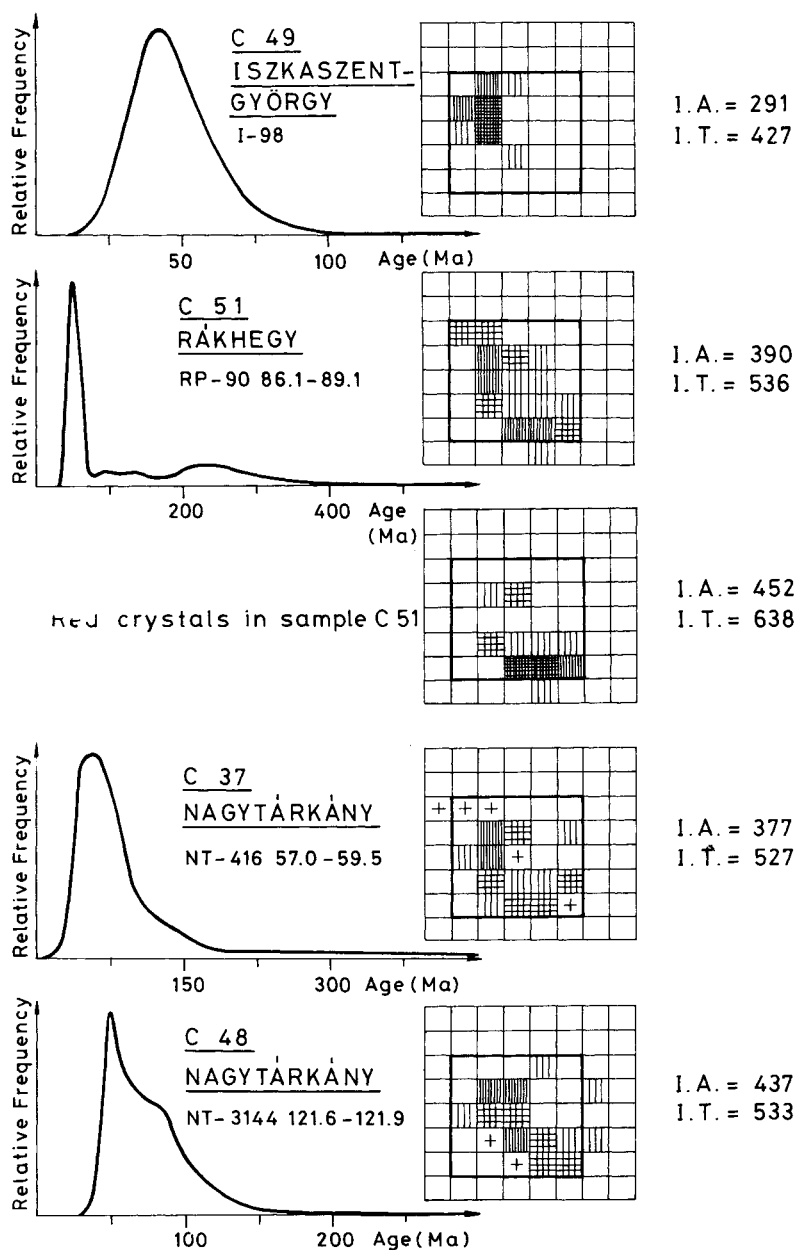 Relative Frequency
C 49
ISZKASZENT-
GYÖRGY
I-98
50 100 Age (Ma)
I.A.= 291
I.T.= 427
Relative Frequency
C 51
RÁKHEGY
RP-90 86.1-89.1
200 Age 400
(Ma)
I.A.= 390
I.T.= 536
Red crystals in sample C 51
I.A.= 452
I.T.= 638
Relative Frequency
C 37
NAGYTÁRKÁNY
NT-416 57.0-59.5
150 300 Age (Ma)
+ + +
+
+
I.A.= 377
I.T.= 527
Relative Frequency
C 48
NAGYTÁRKÁNY
NT-3144 121.6-121.9
100 200 Age (Ma)
+
+
I.A.= 437
I.T.= 533